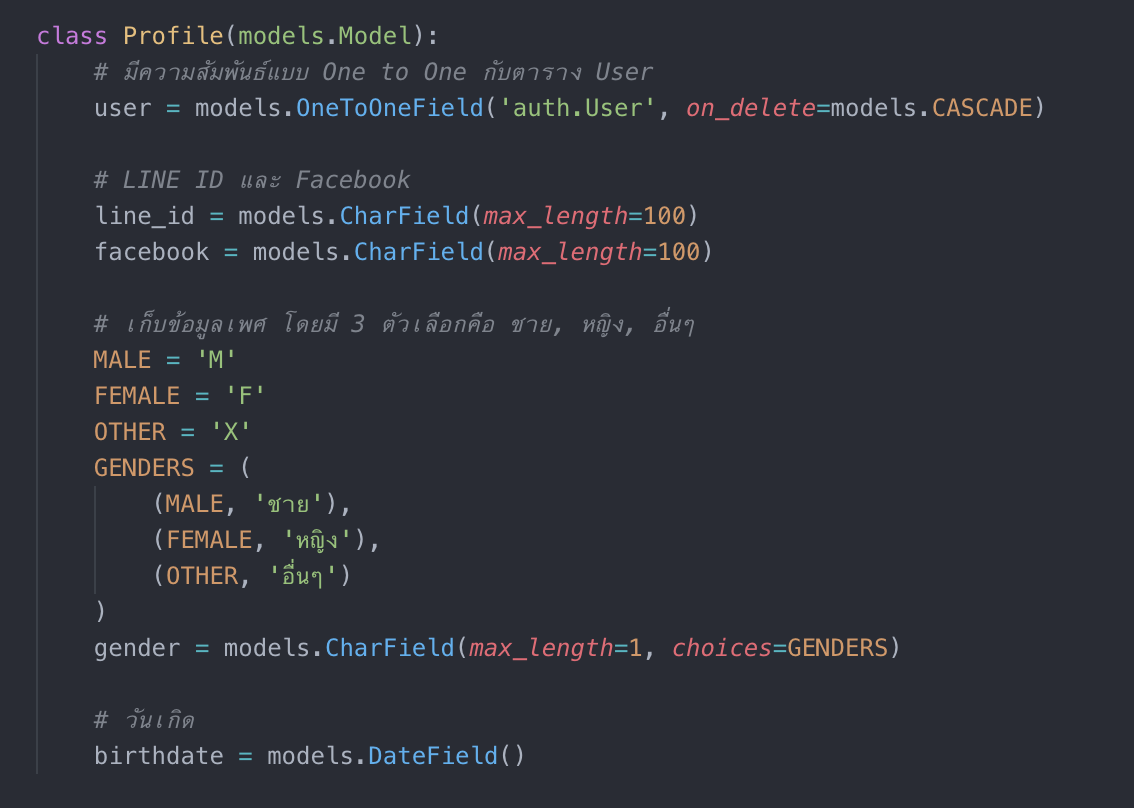 class Profile(models.Model):
    # มีความสัมพันธ์แบบ One to One กับตาราง User
    user = models.OneToOneField('auth.User', on_delete=models.CASCADE)

    # LINE ID และ Facebook
    line_id = models.CharField(max_length=100)
    facebook = models.CharField(max_length=100)

    # เก็บข้อมูลเพศ โดยมี 3 ตัวเลือกคือ ชาย, หญิง, อื่นๆ
    MALE = 'M'
    FEMALE = 'F'
    OTHER = 'X'
    GENDERS = (
        (MALE, 'ชาย'),
        (FEMALE, 'หญิง'),
        (OTHER, 'อื่นๆ')
    )
    gender = models.CharField(max_length=1, choices=GENDERS)

    # วันเกิด
    birthdate = models.DateField()